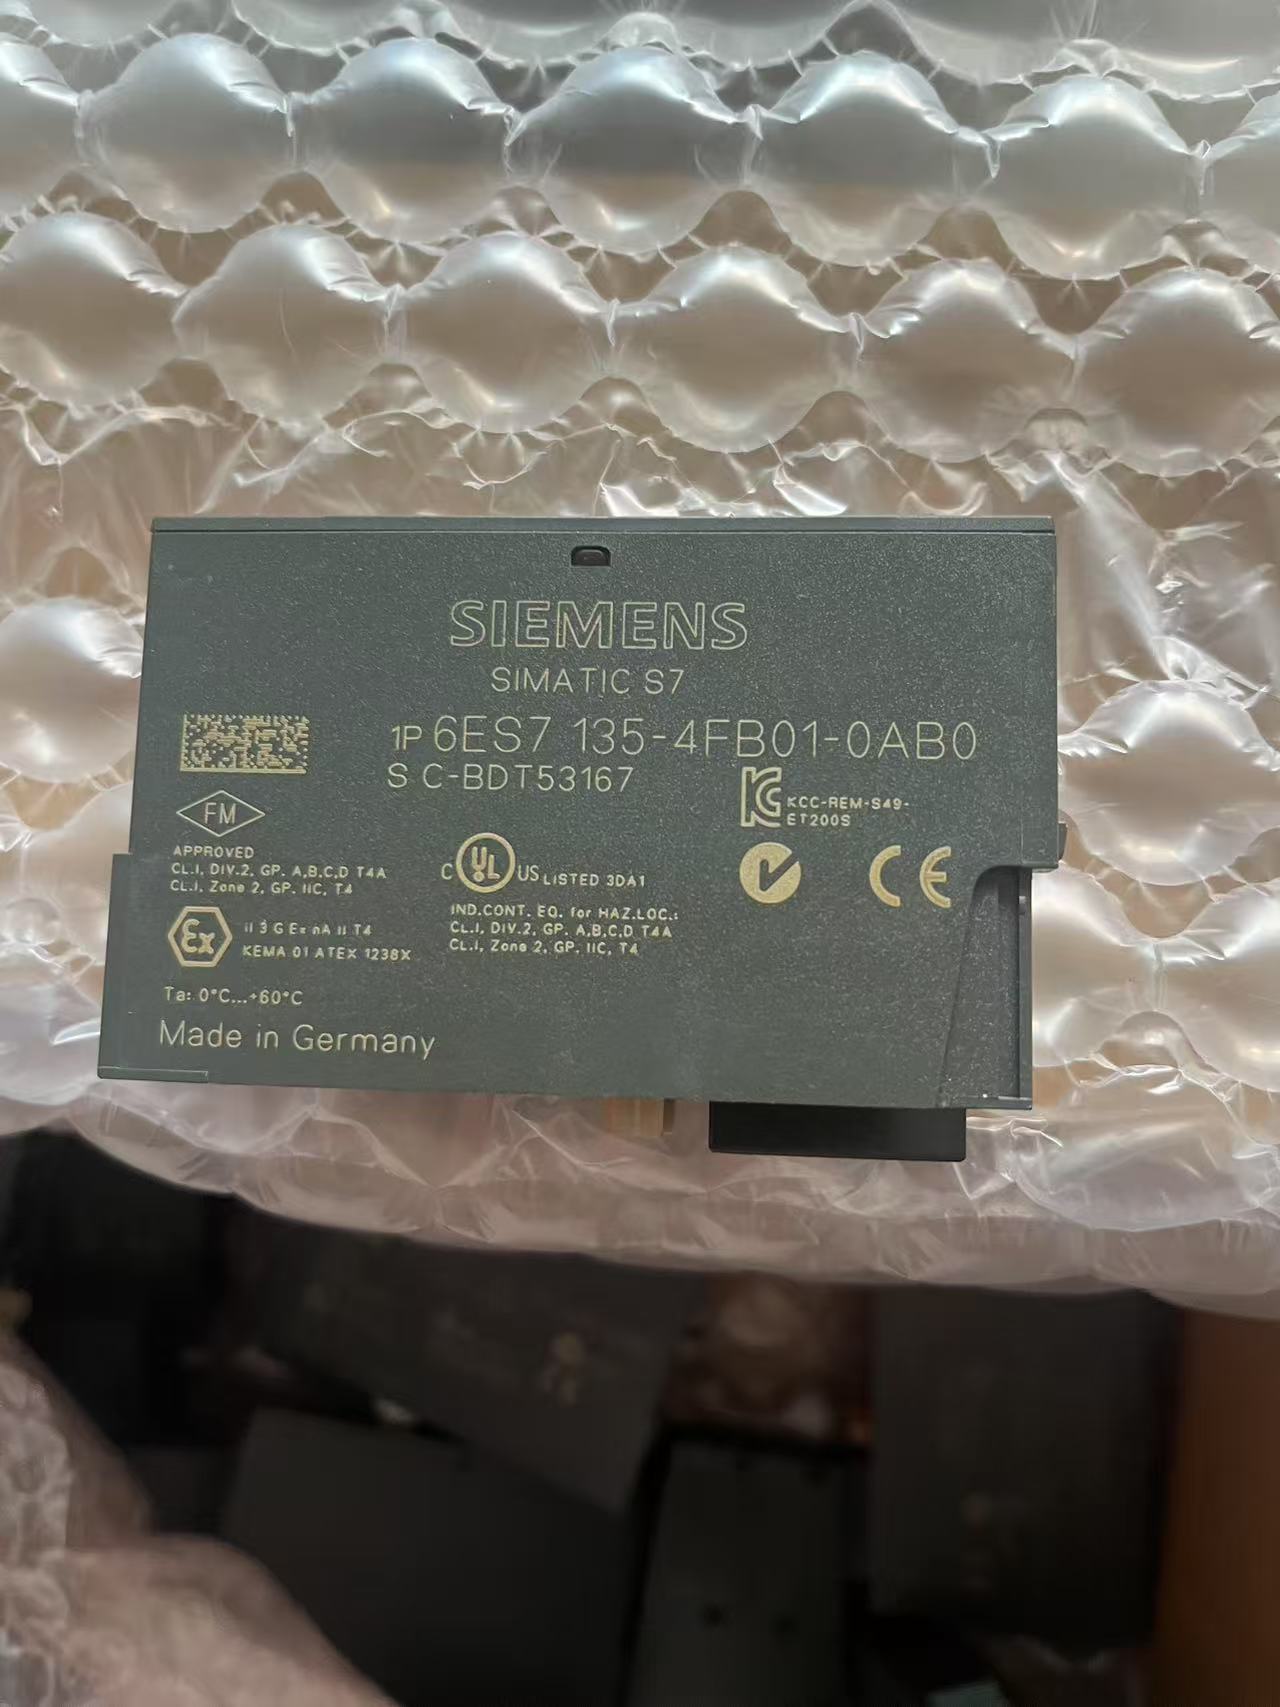 SIEMENS
SIMATIC S7
1P 6ES7 135-4FB01-0AB0
S C-BDT53167
KCC-REM-S49-
ET200S
FM
APPROVED
CL.I, DIV.2, GP. A,B,C,D T4A
CL.I, Zone 2, GP. IIC, T4
C UL US LISTED 3DA1
IND.CONT. EQ. for HAZ.LOC.:
CL.I, DIV.2, GP. A,B,C,D T4A
CL.I, Zone 2, GP. IIC, T4
CE
Ex
II 3 G Ex nA II T4
KEMA 01 ATEX 1238X
Ta: 0°C...+60°C
Made in Germany